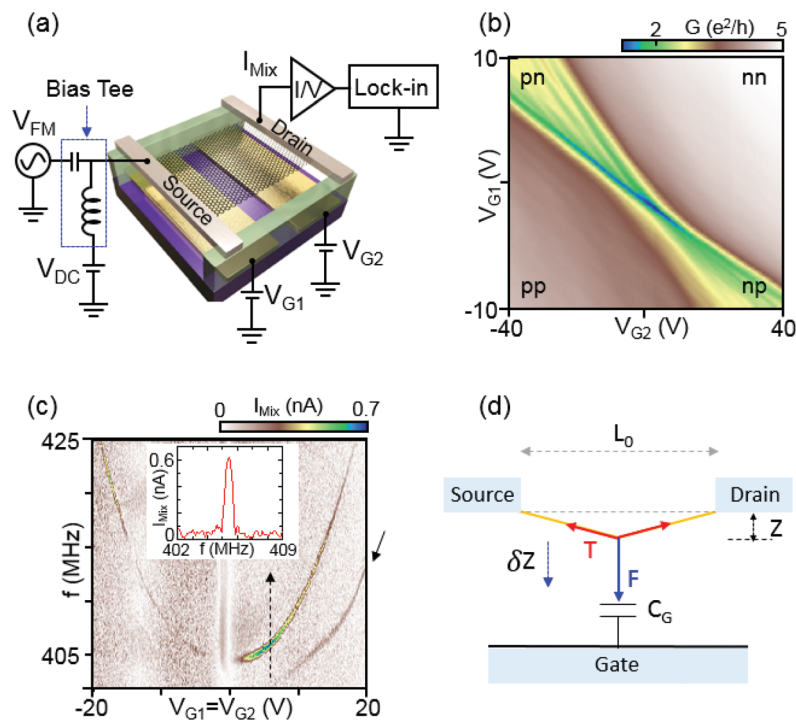 (a)
I_Mix
Bias Tee
I/V
Lock-in
V_FM
Drain
Source
V_DC
V_G1
V_G2
(b)
2 G (e²/h) 5
10
pn
nn
V_G1 (V)
pp
np
-10
-40 V_G2 (V) 40
(c)
0 I_Mix (nA) 0.7
425
0.6
I_Mix (nA)
0
402 f (MHz) 409
f (MHz)
405
-20 V_G1=V_G2 (V) 20
(d)
L₀
Source
Drain
Z
T
F
δZ
C_G
Gate